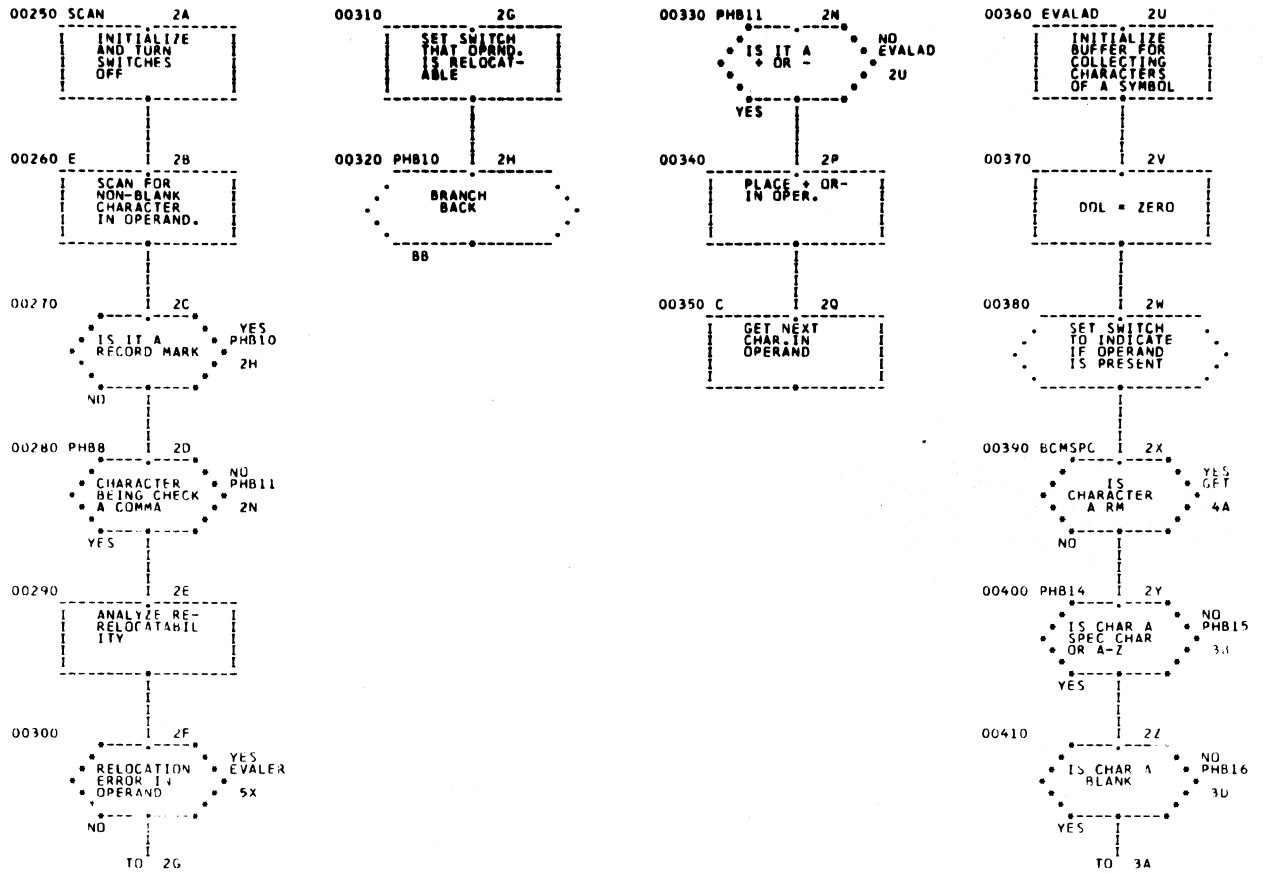 00250 SCAN 2A
INITIALIZE
AND TURN
SWITCHES
OFF
00260 E 2B
SCAN FOR
NON-BLANK
CHARACTER
IN OPERAND.
00270 2C
IS IT A
RECORD MARK
YES
PHB10
2H
NO
00280 PHB8 2D
CHARACTER
BEING CHECK
A COMMA
NO
PHB11
2N
YES
00290 2E
ANALYZE RE-
RELOCATABIL
ITY
00300 2F
RELOCATION
ERROR IN
OPERAND
YES
EVALER
5X
NO
TO 2G
00310 2G
SET SWITCH
THAT OPRND.
IS RELOCAT-
ABLE
00320 PHB10 2H
BRANCH
BACK
BB
00330 PHB11 2N
IS IT A
+ OR -
NO
EVALAD
2U
YES
00340 2P
PLACE + OR-
IN OPER.
00350 C 2Q
GET NEXT
CHAR.IN
OPERAND
00360 EVALAD 2U
INITIALIZE
BUFFER FOR
COLLECTING
CHARACTERS
OF A SYMBOL
00370 2V
DOL = ZERO
00380 2W
SET SWITCH
TO INDICATE
IF OPERAND
IS PRESENT
00390 BCMSPC 2X
IS
CHARACTER
A RM
YES
GET
4A
NO
00400 PHB14 2Y
IS CHAR A
SPEC CHAR
OR A-Z
NO
PHB15
YES
00410 2Z
IS CHAR A
BLANK
NO
PHB16
3D
YES
TO 3A